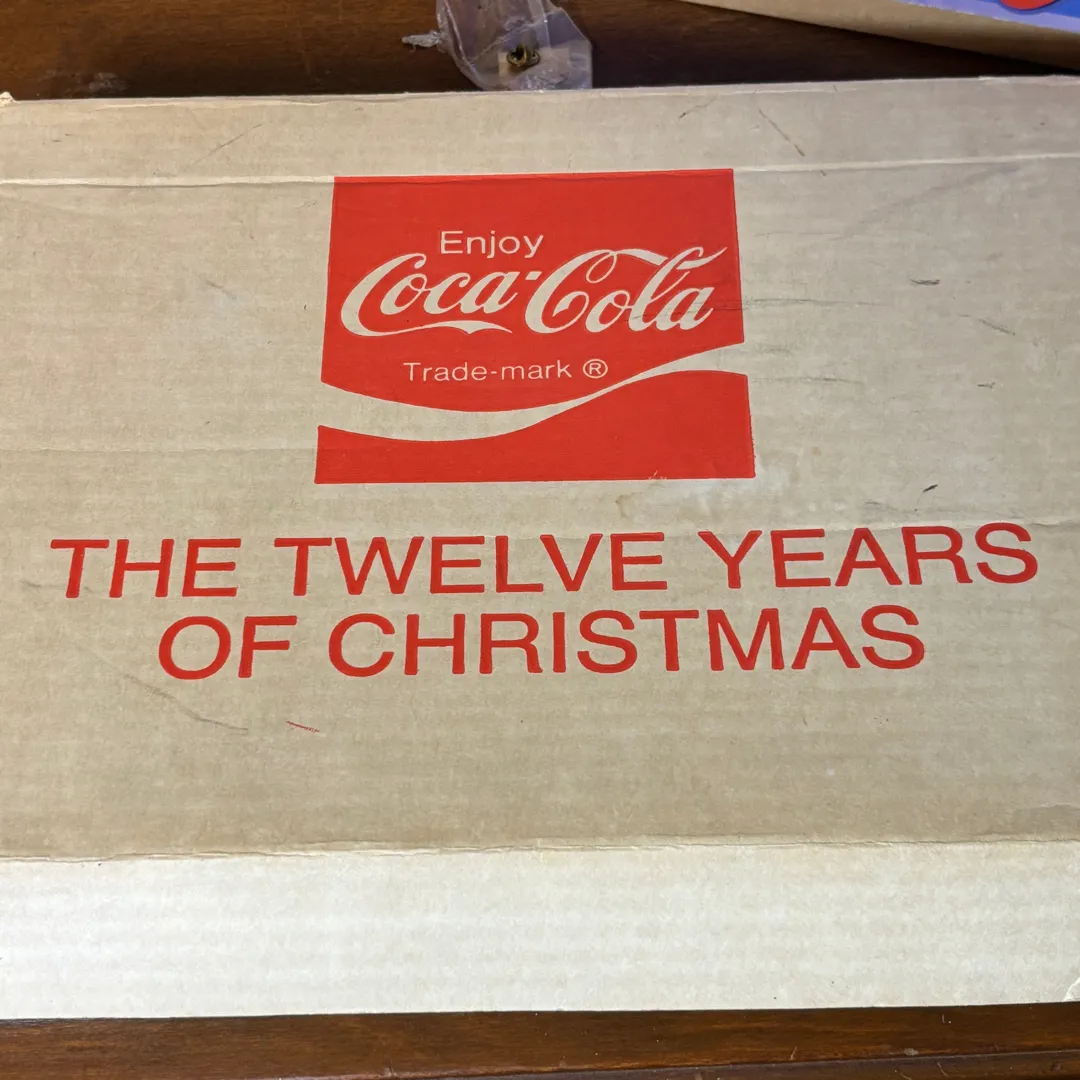 Enjoy
Coca-Cola
Trade-mark ®
THE TWELVE YEARS
OF CHRISTMAS